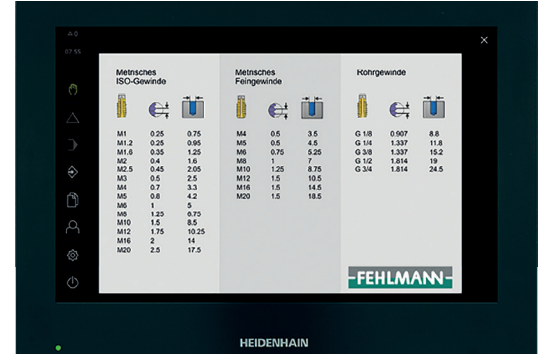 07:55
Metrisches
ISO-Gewinde
M1 0.25 0.75
M1.2 0.25 0.95
M1.6 0.35 1.25
M2 0.4 1.6
M2.5 0.45 2.05
M3 0.5 2.5
M4 0.7 3.3
M5 0.8 4.2
M6 1 5
M8 1.25 6.75
M10 1.5 8.5
M12 1.75 10.25
M16 2 14
M20 2.5 17.5
Metrisches
Feingewinde
M4 0.5 3.5
M5 0.5 4.5
M6 0.75 5.25
M8 1 7
M10 1.25 8.75
M12 1.5 10.5
M16 1.5 14.5
M20 1.5 18.5
Rohrgewinde
G 1/8 0.907 8.8
G 1/4 1.337 11.8
G 3/8 1.337 15.2
G 1/2 1.814 19
G 3/4 1.814 24.5
FEHLMANN
HEIDENHAIN